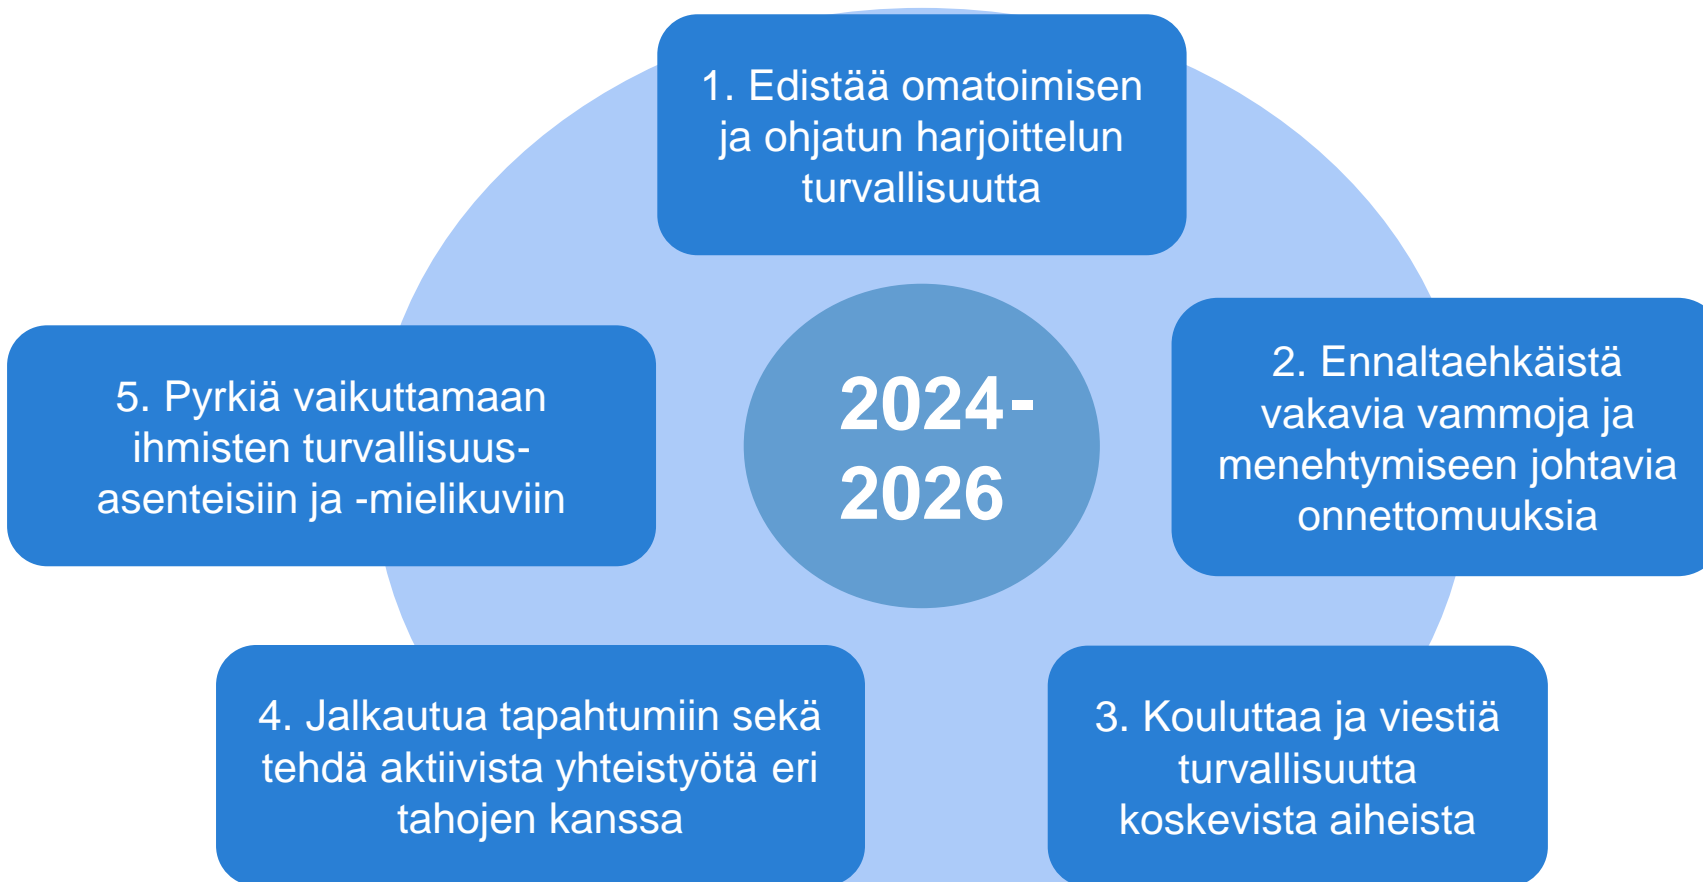 1. Edistää omatoimisen
ja ohjatun harjoittelun
turvallisuutta
2. Ennaltaehkäistä
vakavia vammoja ja
menehtymiseen johtavia
onnettomuuksia
3. Kouluttaa ja viestiä
turvallisuutta
koskevista aiheista
4. Jalkautua tapahtumiin sekä
tehdä aktiivista yhteistyötä eri
tahojen kanssa
5. Pyrkiä vaikuttamaan
ihmisten turvallisuus-
asenteisiin ja -mielikuviin
2024-
2026